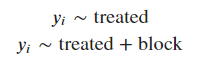 yᵢ ~ treated
yᵢ ~ treated + block